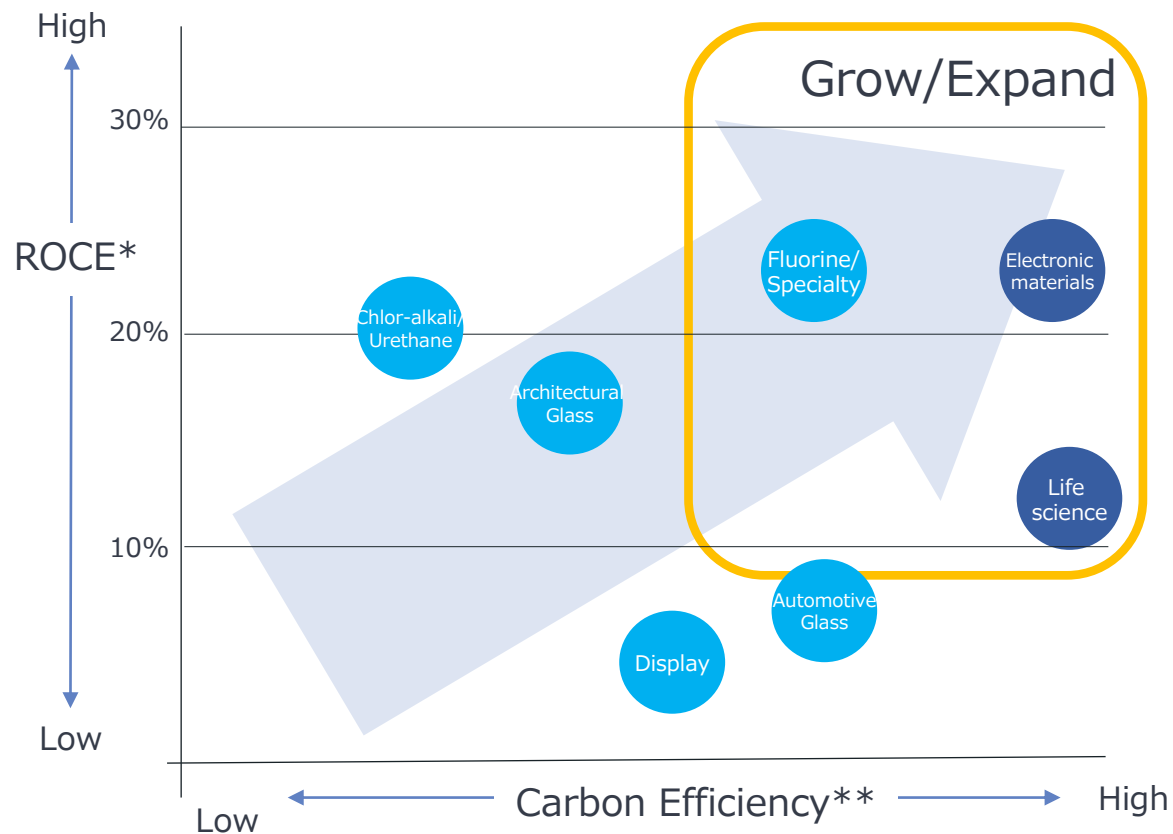 High
Grow/Expand
30%
ROCE*
Fluorine/
Specialty
Electronic
materials
Chlor-alkali/
Urethane
20%
Architectural
Glass
Life
science
10%
Automotive
Glass
Display
Low
Low
Carbon Efficiency**
High